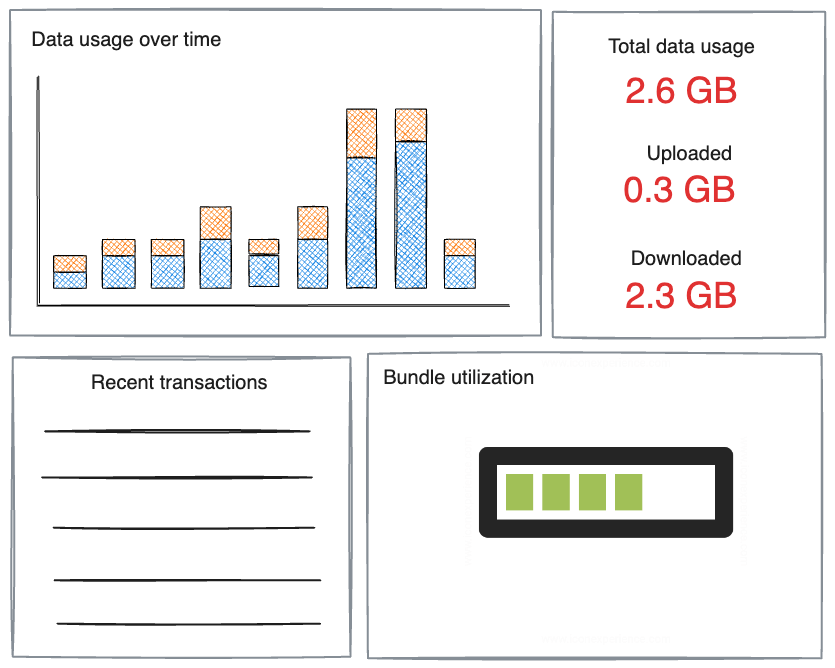 Data usage over time
Total data usage
2.6 GB
Uploaded
0.3 GB
Downloaded
2.3 GB
Recent transactions
Bundle utilization